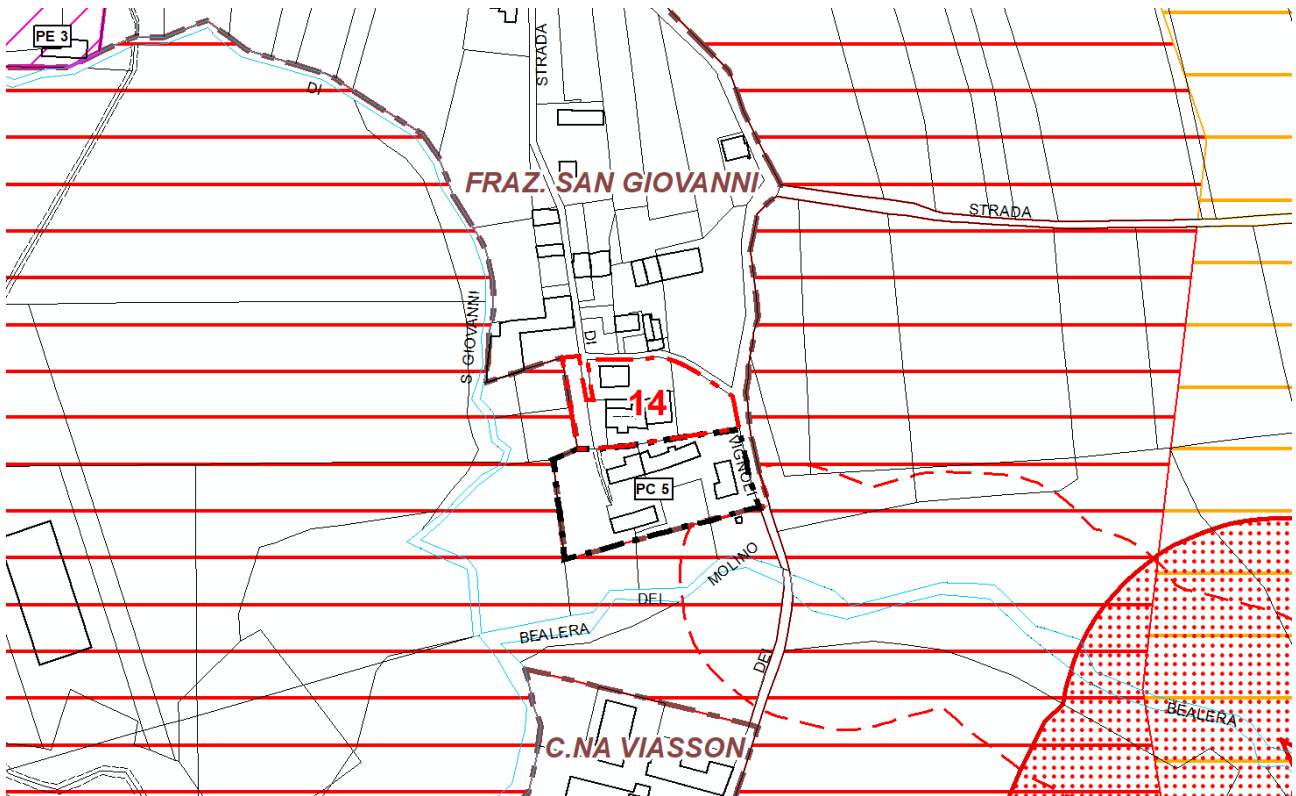 PE 3
STRADA
DI
FRAZ. SAN GIOVANNI
STRADA
S. GIOVANNI
DI
14
VIGNOLI
PC 5
MOLINO
DEL
BEALERA
DEI
BEALERA
C.NA VIASSON